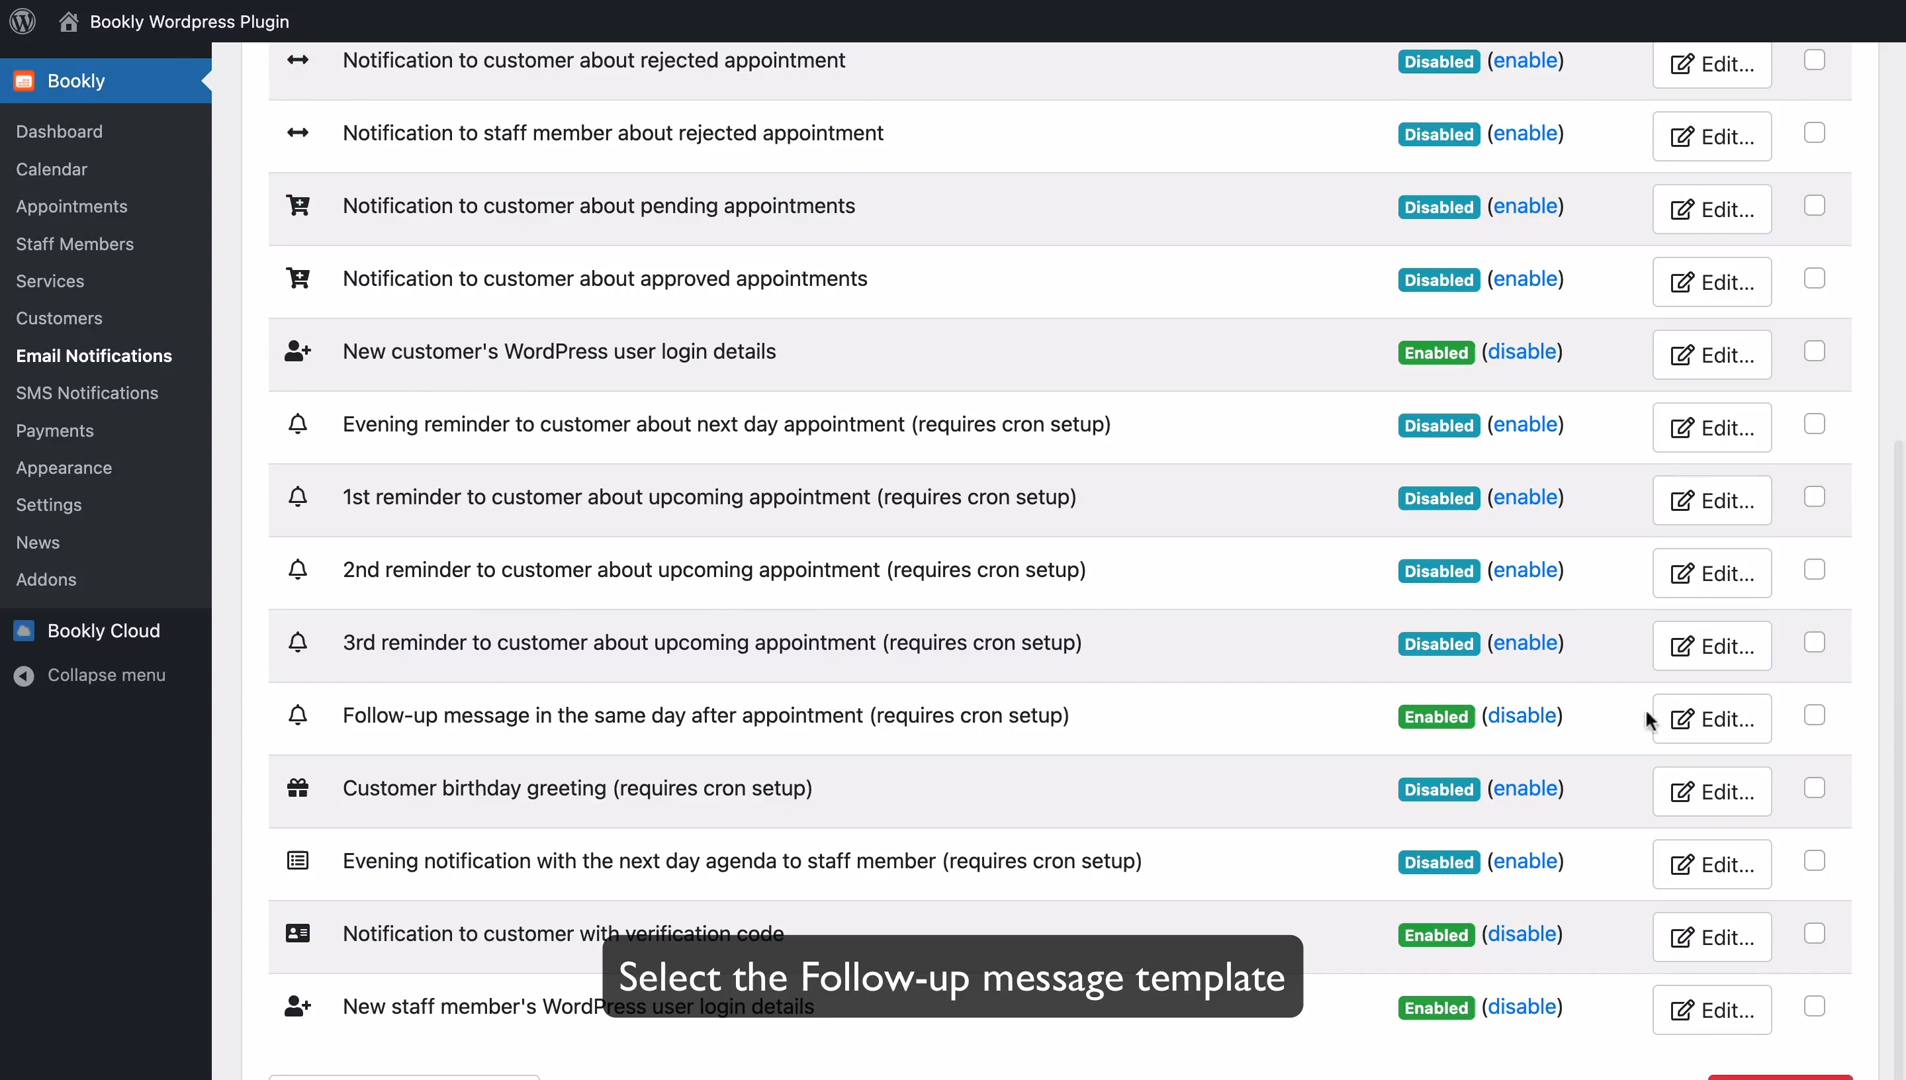 Bookly Wordpress Plugin
Bookly
Dashboard
Calendar
Appointments
Staff Members
Services
Customers
Email Notifications
SMS Notifications
Payments
Appearance
Settings
News
Addons
Bookly Cloud
Collapse menu
Notification to customer about rejected appointment Disabled (enable) Edit...
Notification to staff member about rejected appointment Disabled (enable) Edit...
Notification to customer about pending appointments Disabled (enable) Edit...
Notification to customer about approved appointments Disabled (enable) Edit...
New customer's WordPress user login details Enabled (disable) Edit...
Evening reminder to customer about next day appointment (requires cron setup) Disabled (enable) Edit...
1st reminder to customer about upcoming appointment (requires cron setup) Disabled (enable) Edit...
2nd reminder to customer about upcoming appointment (requires cron setup) Disabled (enable) Edit...
3rd reminder to customer about upcoming appointment (requires cron setup) Disabled (enable) Edit...
Follow-up message in the same day after appointment (requires cron setup) Enabled (disable) Edit...
Customer birthday greeting (requires cron setup) Disabled (enable) Edit...
Evening notification with the next day agenda to staff member (requires cron setup) Disabled (enable) Edit...
Notification to customer with verification code Enabled (disable) Edit...
Select the Follow-up message template
New staff member's WordPress user login details Enabled (disable) Edit...